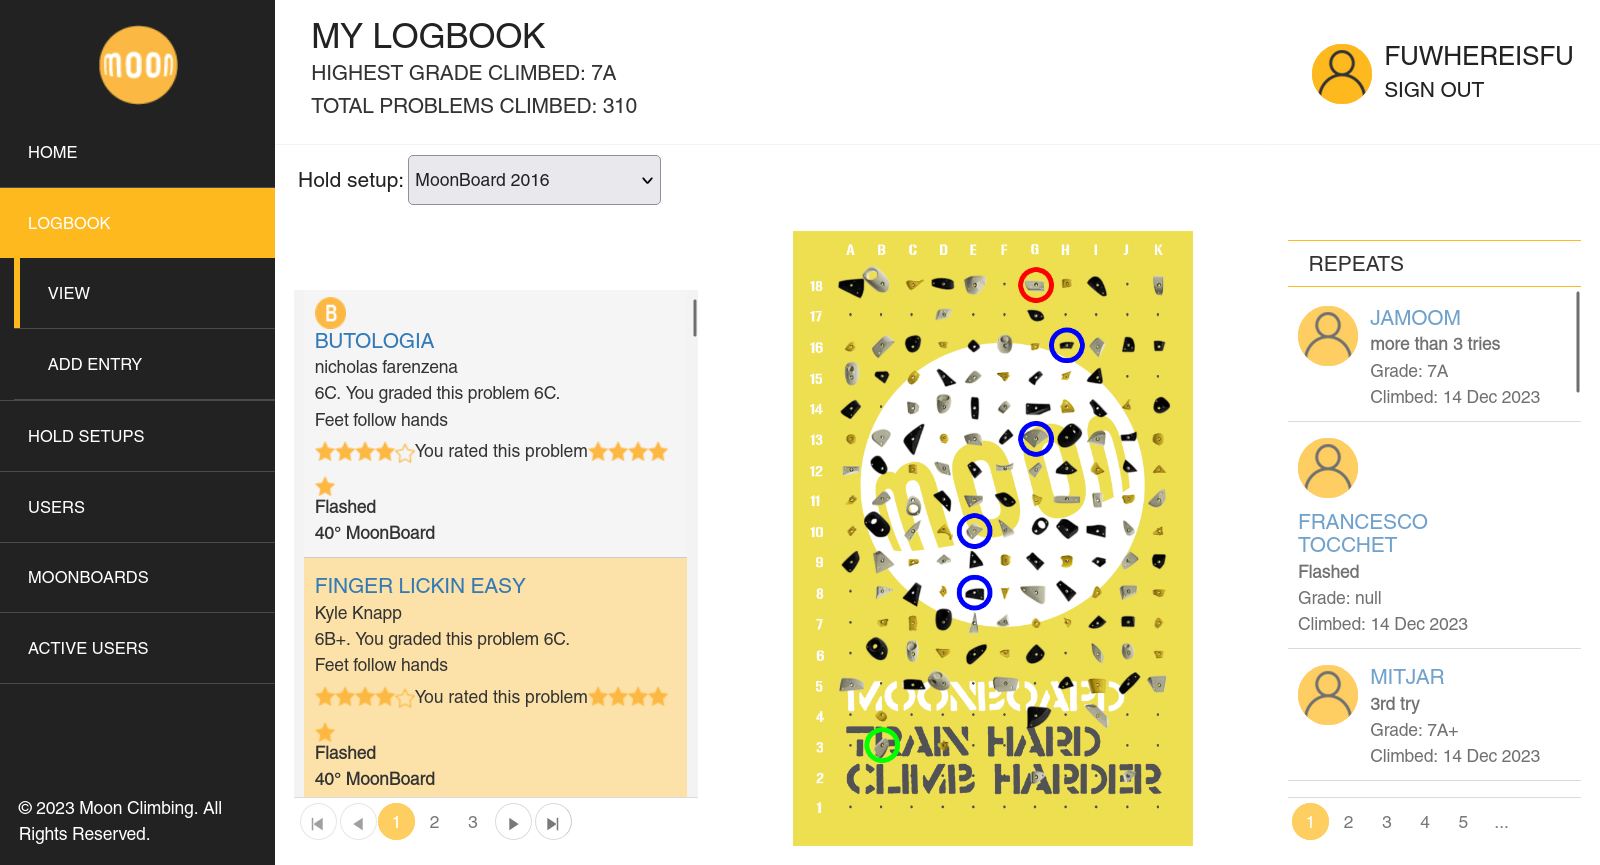 moon
HOME
LOGBOOK
VIEW
ADD ENTRY
HOLD SETUPS
USERS
MOONBOARDS
ACTIVE USERS
© 2023 Moon Climbing. All
Rights Reserved.
MY LOGBOOK
HIGHEST GRADE CLIMBED: 7A
TOTAL PROBLEMS CLIMBED: 310
FUWHEREISFU
SIGN OUT
Hold setup: MoonBoard 2016
B
BUTOLOGIA
nicholas farenzena
6C. You graded this problem 6C.
Feet follow hands
You rated this problem
Flashed
40° MoonBoard
FINGER LICKIN EASY
Kyle Knapp
6B+. You graded this problem 6C.
Feet follow hands
You rated this problem
Flashed
40° MoonBoard
1 2 3
A B C D E F G H I J K
18
17
16
15
14
13
12
11
10
9
8
7
6
5
4
3
2
1
moon
MOONBOARD
TRAIN HARD
CLIMB HARDER
REPEATS
JAMOOM
more than 3 tries
Grade: 7A
Climbed: 14 Dec 2023
FRANCESCO
TOCCHET
Flashed
Grade: null
Climbed: 14 Dec 2023
MITJAR
3rd try
Grade: 7A+
Climbed: 14 Dec 2023
1 2 3 4 5 ...